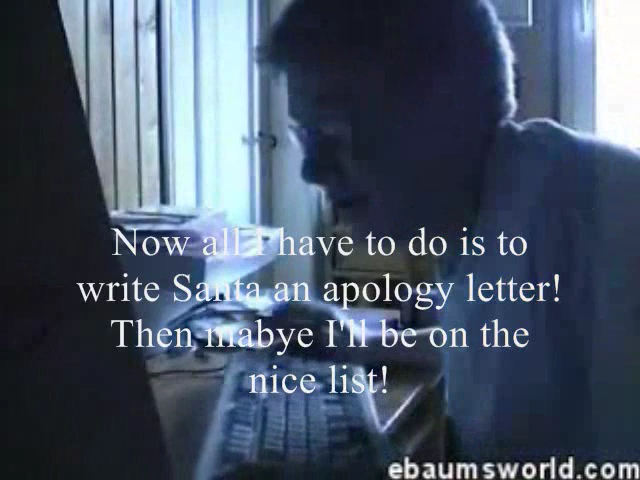 Now all I have to do is to
write Santa an apology letter!
Then mabye I'll be on the
nice list!
ebaumsworld.com